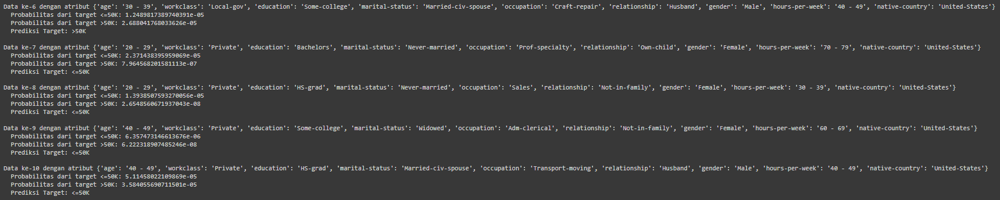 Data ke-6 dengan atribut {'age': '30 - 39', 'workclass': 'Local-gov', 'education': 'Some-college', 'marital-status': 'Married-civ-spouse', 'occupation': 'Craft-repair', 'relationship': 'Husband', 'gender': 'Male', 'hours-per-week': '40 - 49', 'native-country': 'United-States'}
Probabilitas dari target <=50K: 1.2489817389740391e-05
Probabilitas dari target >50K: 2.688041768033626e-05
Prediksi Target: >50K
Data ke-7 dengan atribut {'age': '20 - 29', 'workclass': 'Private', 'education': 'Bachelors', 'marital-status': 'Never-married', 'occupation': 'Prof-specialty', 'relationship': 'Own-child', 'gender': 'Female', 'hours-per-week': '70 - 79', 'native-country': 'United-States'}
Probabilitas dari target <=50K: 2.371438395959069e-05
Probabilitas dari target >50K: 7.964568201581113e-07
Prediksi Target: <=50K
Data ke-8 dengan atribut {'age': '20 - 29', 'workclass': 'Private', 'education': 'HS-grad', 'marital-status': 'Never-married', 'occupation': 'Sales', 'relationship': 'Not-in-family', 'gender': 'Female', 'hours-per-week': '30 - 39', 'native-country': 'United-States'}
Probabilitas dari target <=50K: 1.3938507593270056e-05
Probabilitas dari target >50K: 2.6548560671937043e-08
Prediksi Target: <=50K
Data ke-9 dengan atribut {'age': '40 - 49', 'workclass': 'Private', 'education': 'Some-college', 'marital-status': 'Widowed', 'occupation': 'Adm-clerical', 'relationship': 'Not-in-family', 'gender': 'Female', 'hours-per-week': '60 - 69', 'native-country': 'United-States'}
Probabilitas dari target <=50K: 6.357473146613676e-06
Probabilitas dari target >50K: 6.222318907485246e-08
Prediksi Target: <=50K
Data ke-10 dengan atribut {'age': '40 - 49', 'workclass': 'Private', 'education': 'HS-grad', 'marital-status': 'Married-civ-spouse', 'occupation': 'Transport-moving', 'relationship': 'Husband', 'gender': 'Male', 'hours-per-week': '40 - 49', 'native-country': 'United-States'}
Probabilitas dari target <=50K: 5.11458022109869e-05
Probabilitas dari target >50K: 3.584055690711501e-05
Prediksi Target: <=50K